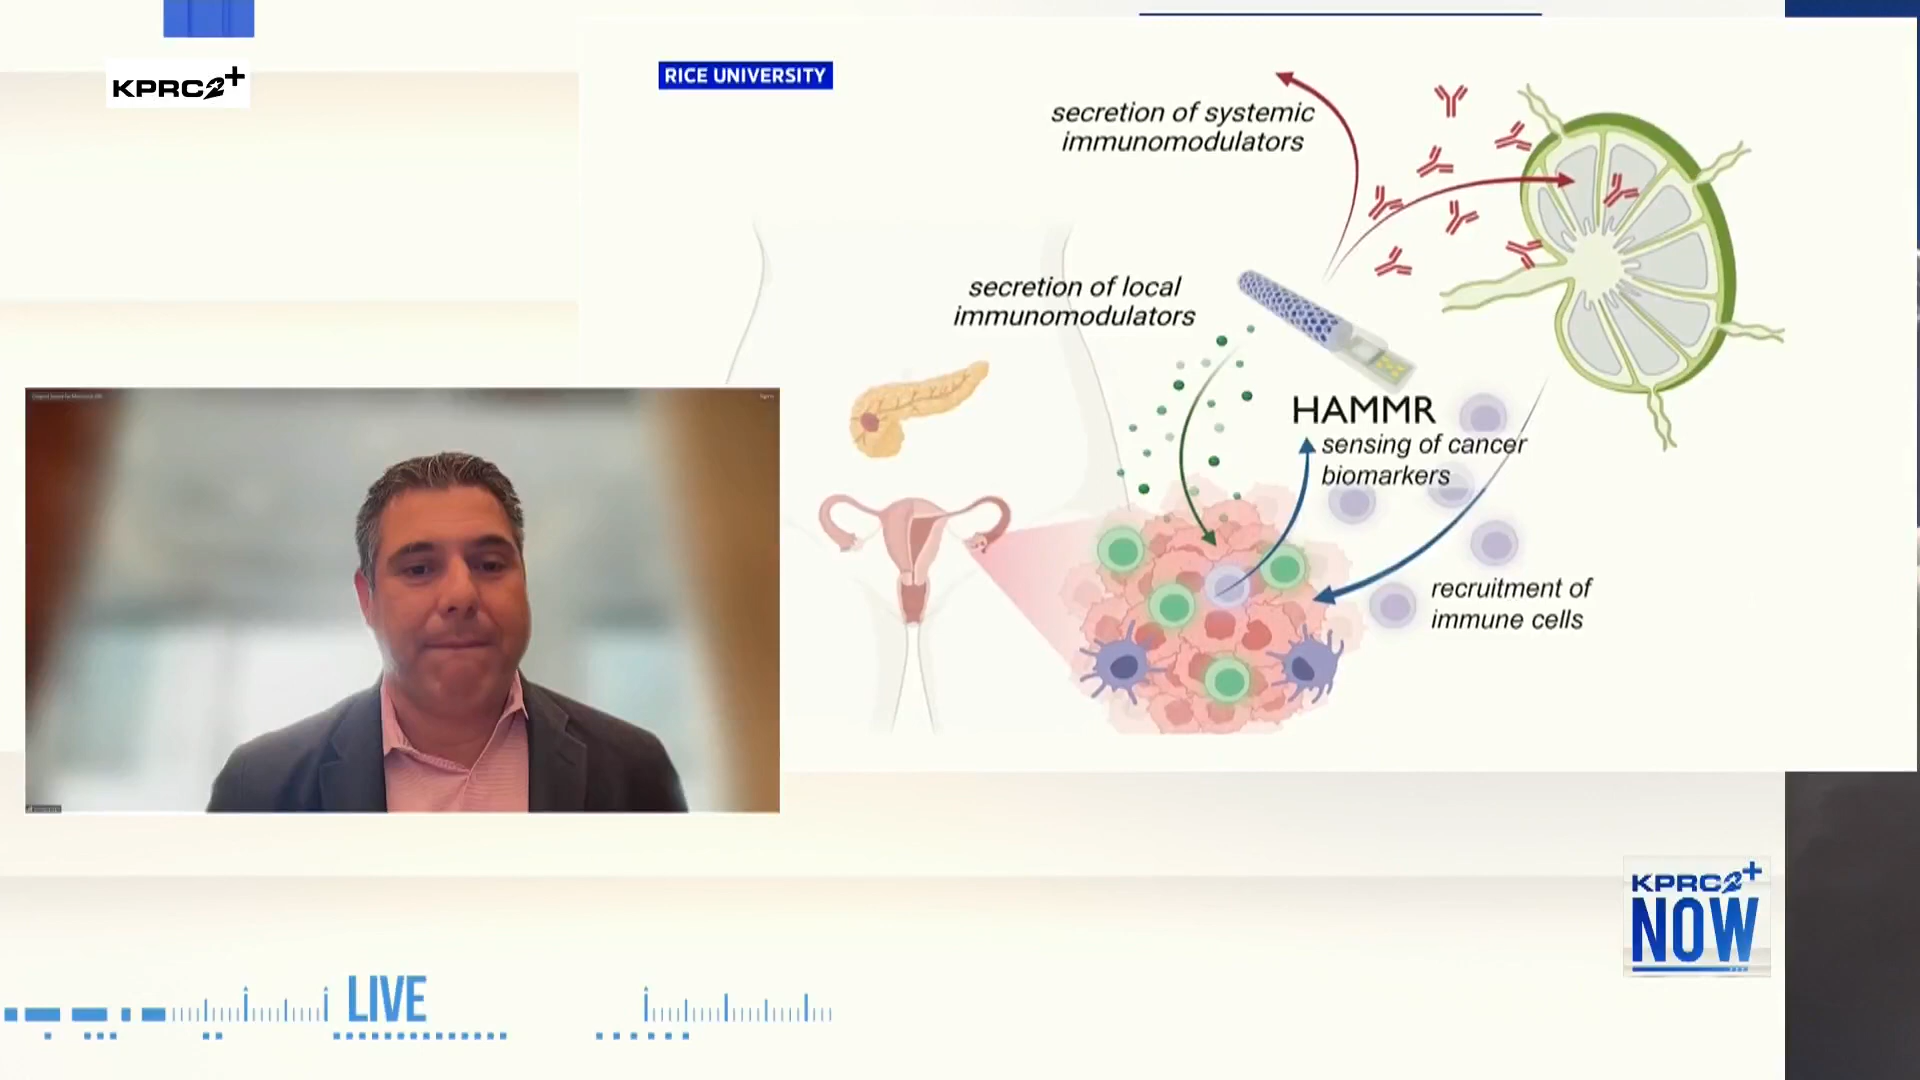 KPRC2+
RICE UNIVERSITY
secretion of systemic
immunomodulators
secretion of local
immunomodulators
HAMMR
sensing of cancer
biomarkers
recruitment of
immune cells
KPRC2+
NOW
LIVE